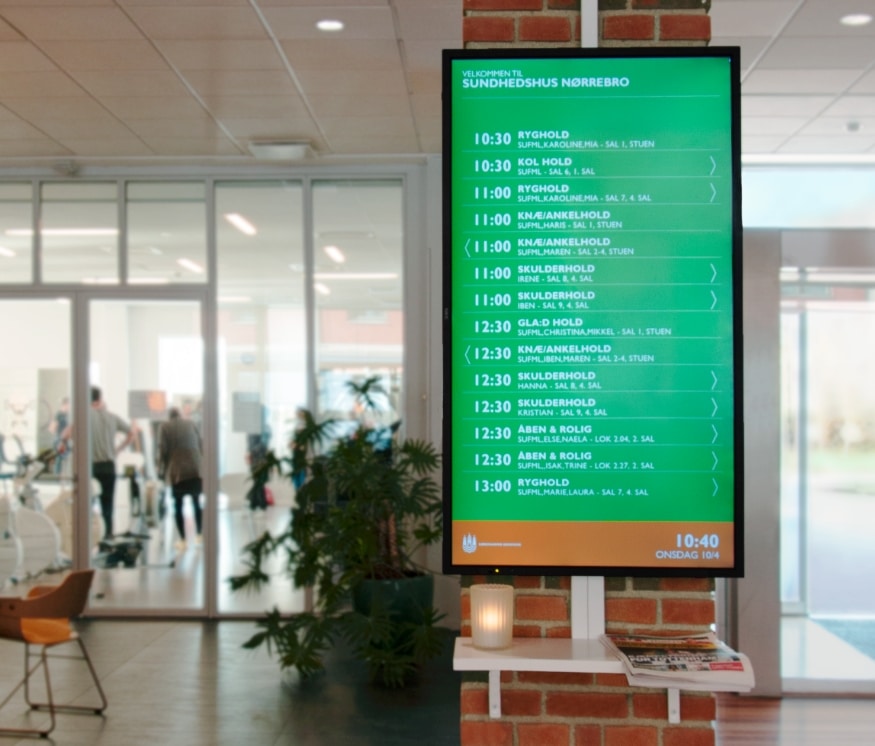 VELKOMMEN TIL
SUNDHEDSHUS NØRREBRO
10:30 RYGHOLD
SUFML,KAROLINE,MIA - SAL 1, STUEN
10:30 KOL HOLD
SUFML - SAL 6, 1. SAL
11:00 RYGHOLD
SUFML,KAROLINE,MIA - SAL 7, 4. SAL
11:00 KNÆ/ANKELHOLD
SUFML,HARIS - SAL 1, STUEN
11:00 KNÆ/ANKELHOLD
SUFML,MAREN - SAL 2-4, STUEN
11:00 SKULDERHOLD
IRENE - SAL 8, 4. SAL
11:00 SKULDERHOLD
IBEN - SAL 9, 4. SAL
12:30 GLA:D HOLD
SUFML,CHRISTINA,MIKKEL - SAL 1, STUEN
12:30 KNÆ/ANKELHOLD
SUFML,IBEN,MAREN - SAL 2-4, STUEN
12:30 SKULDERHOLD
HANNA - SAL 8, 4. SAL
12:30 SKULDERHOLD
KRISTIAN - SAL 9, 4. SAL
12:30 ÅBEN & ROLIG
SUFML,ELSE,NAELA - LOK 2.04, 2. SAL
12:30 ÅBEN & ROLIG
SUFML,ISAK,TRINE - LOK 2.27, 2. SAL
13:00 RYGHOLD
SUFML,MARIE,LAURA - SAL 7, 4. SAL
10:40
ONSDAG 10/4